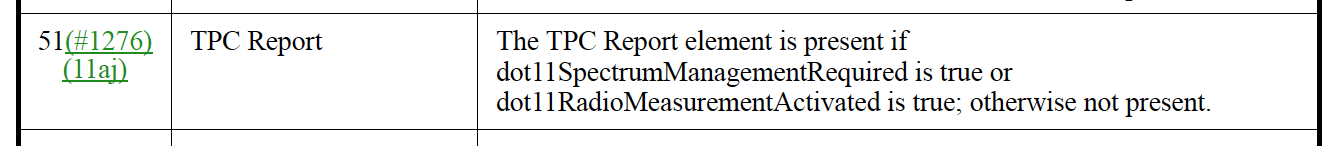 51(#1276)
(11aj)
TPC Report
The TPC Report element is present if
dot11SpectrumManagementRequired is true or
dot11RadioMeasurementActivated is true; otherwise not present.